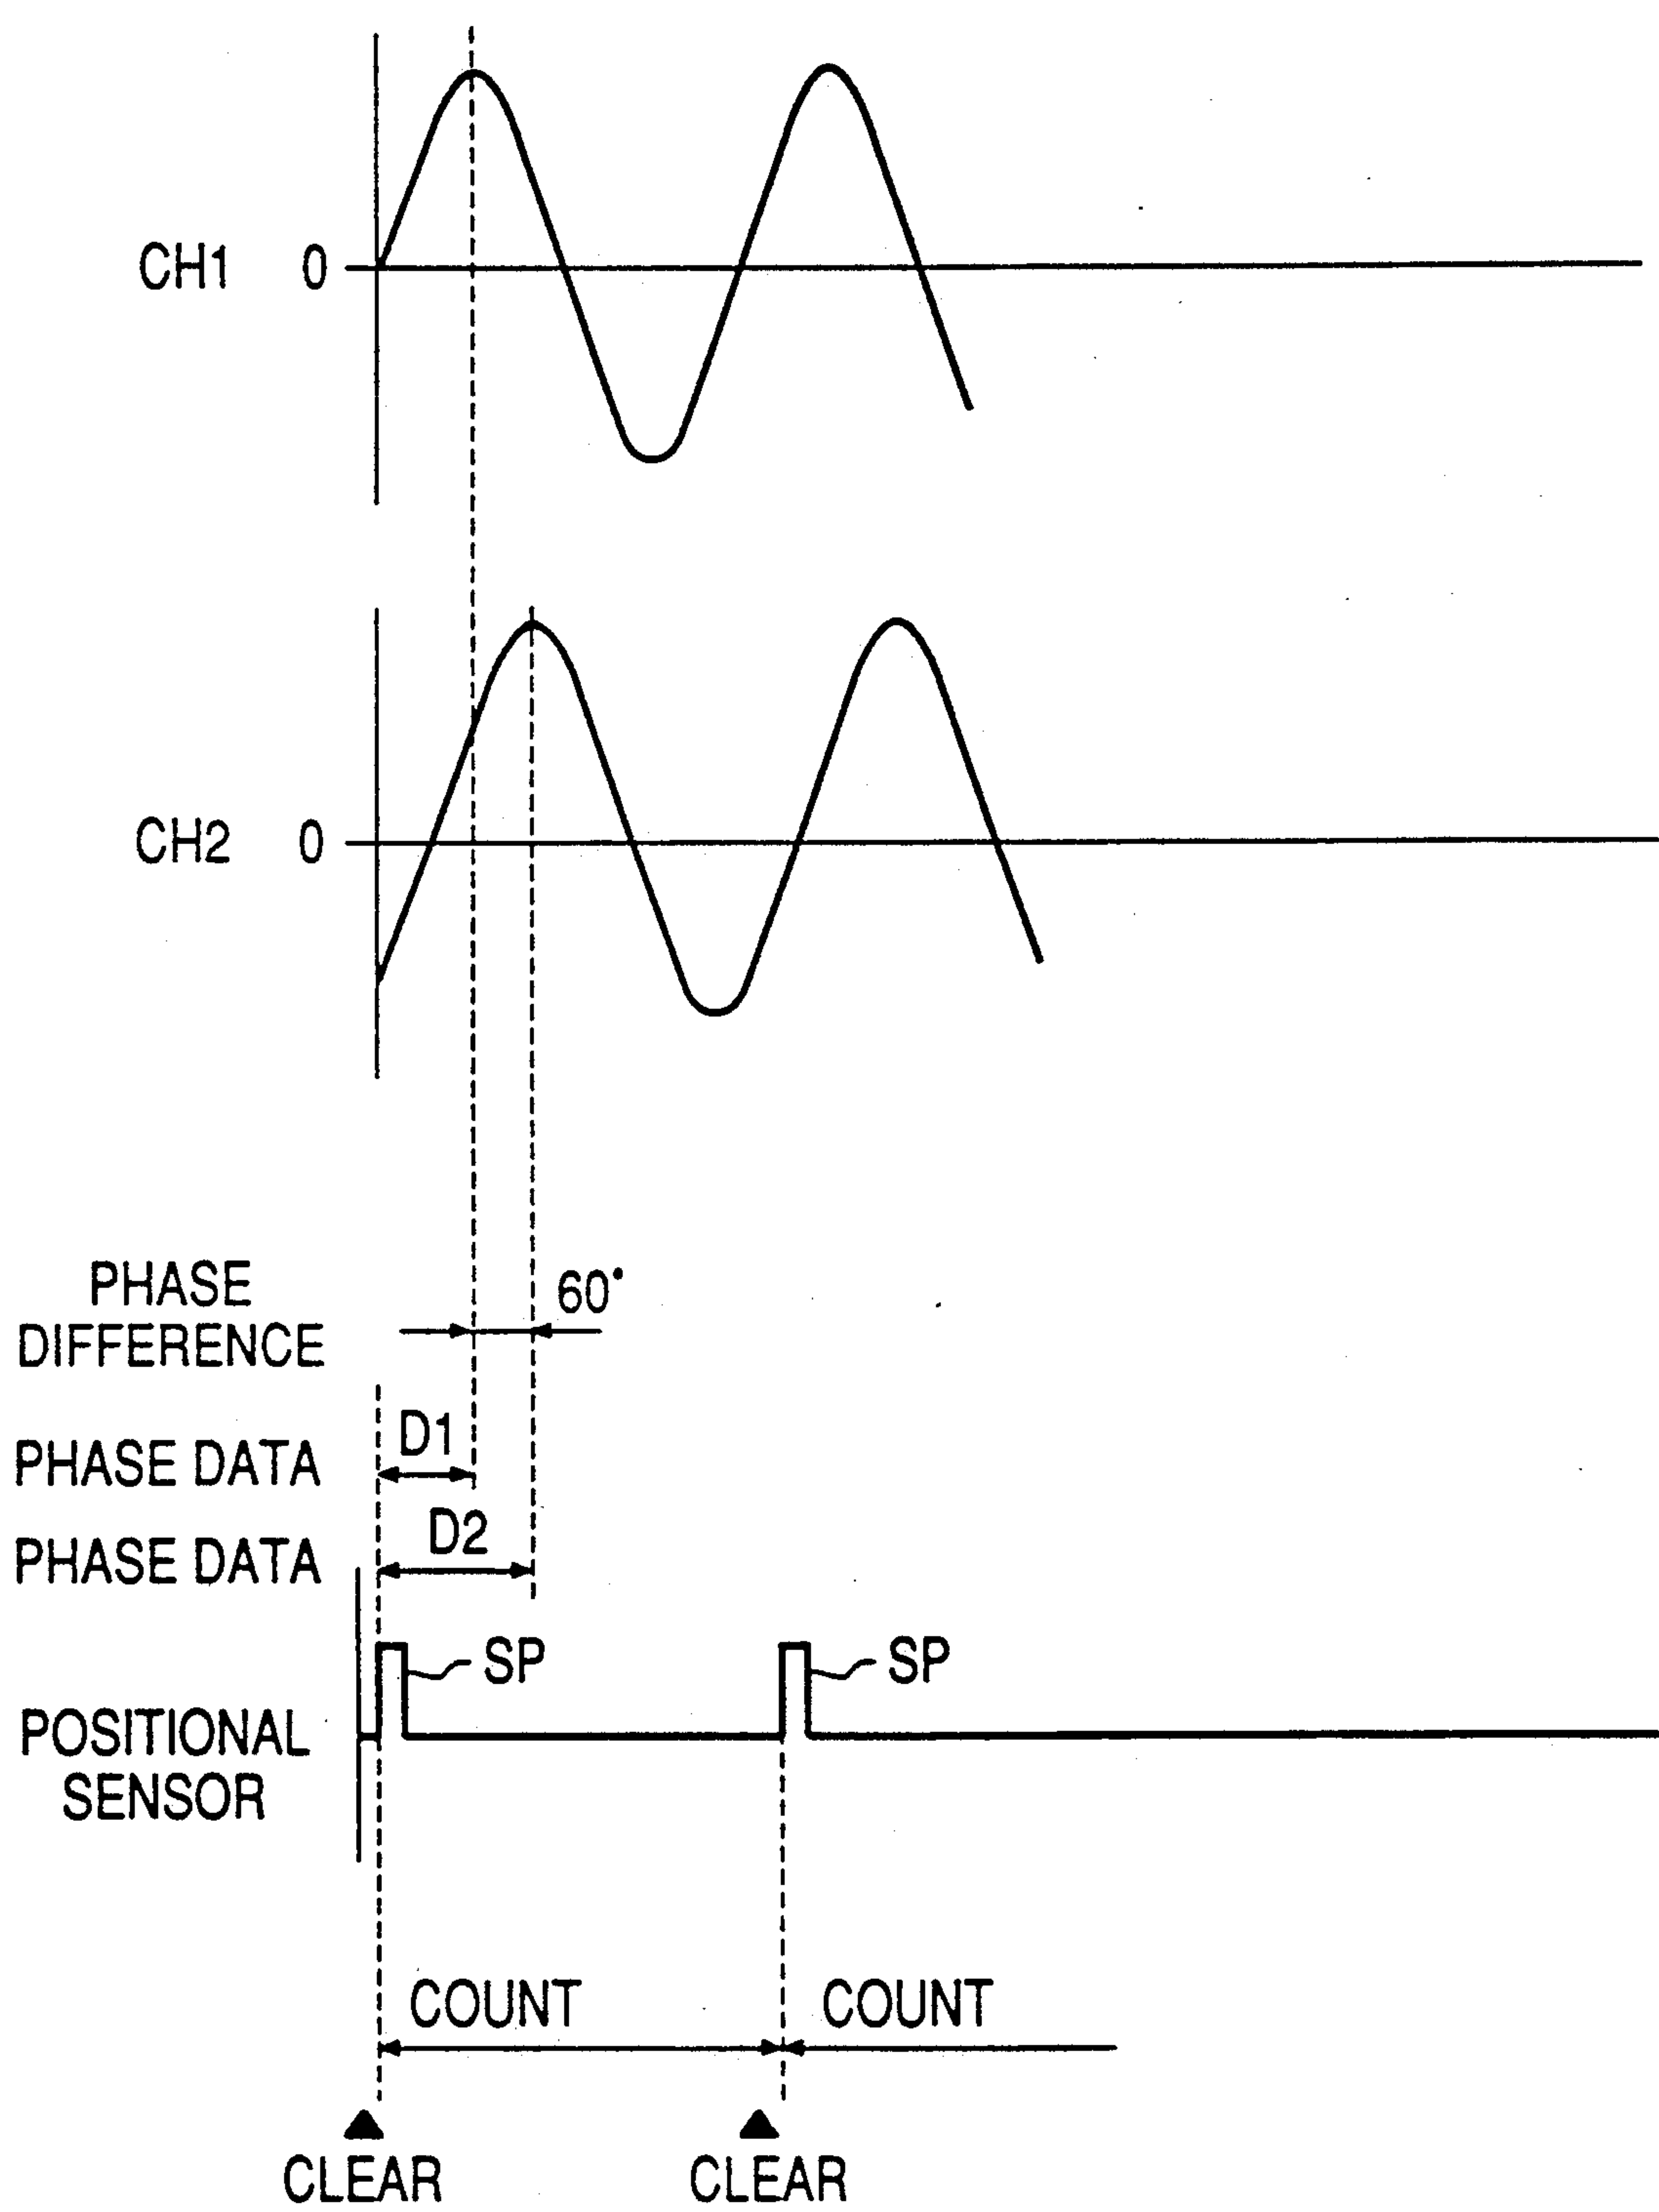 CH1 0
CH2 0
PHASE
DIFFERENCE
60°
D1
PHASE DATA
D2
PHASE DATA
SP
SP
POSITIONAL
SENSOR
COUNT
COUNT
CLEAR
CLEAR